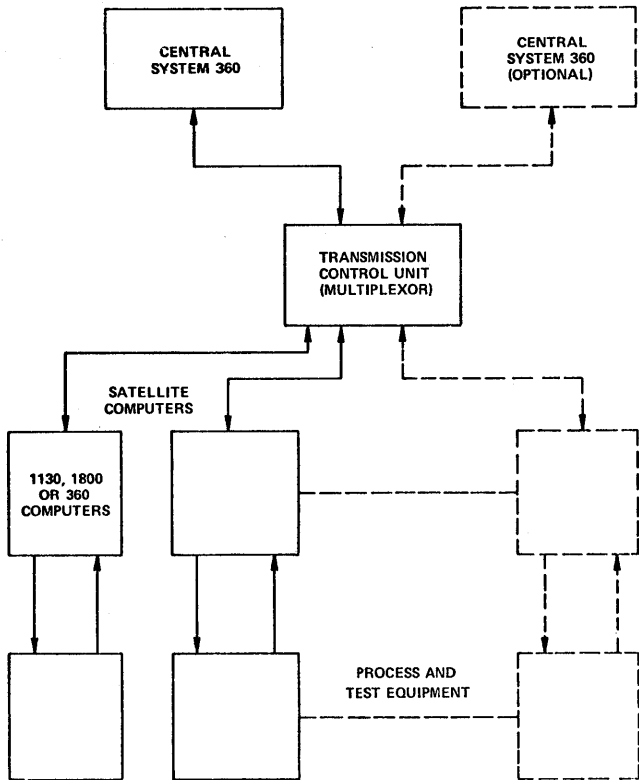 CENTRAL
SYSTEM 360
CENTRAL
SYSTEM 360
(OPTIONAL)
TRANSMISSION
CONTROL UNIT
(MULTIPLEXOR)
SATELLITE
COMPUTERS
1130, 1800
OR 360
COMPUTERS
PROCESS AND
TEST EQUIPMENT